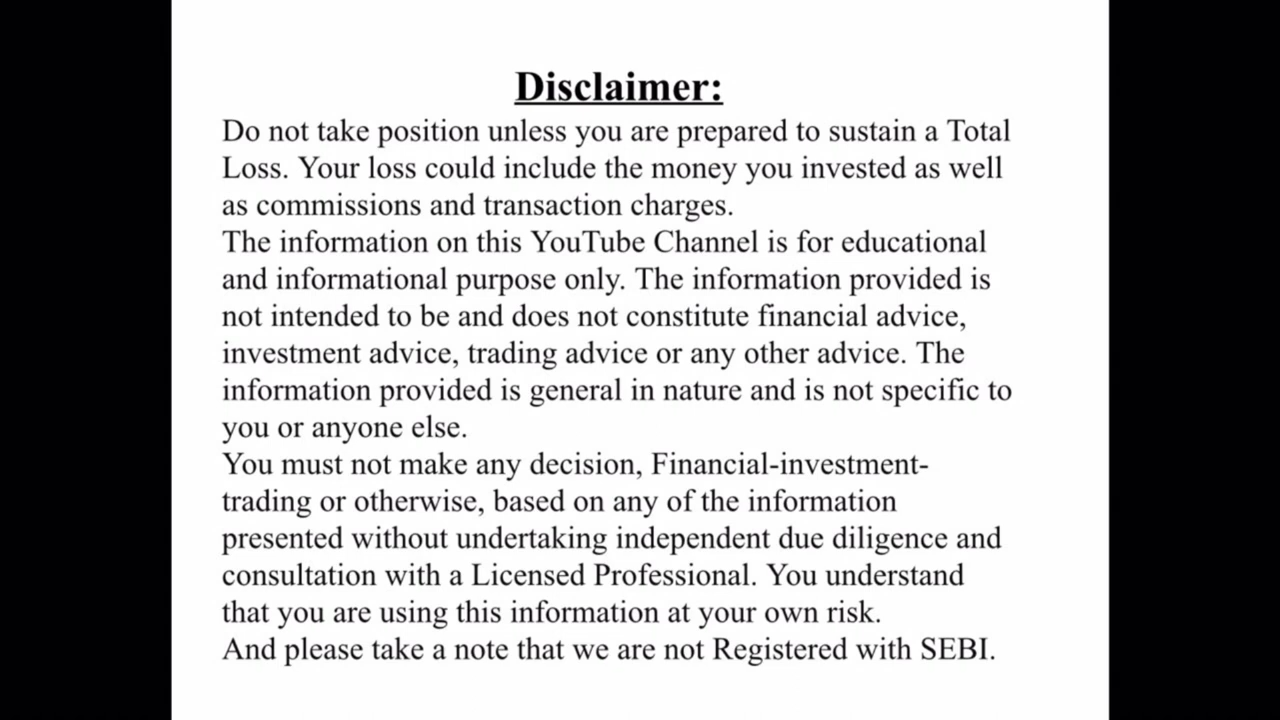 Disclaimer:
Do not take position unless you are prepared to sustain a Total
Loss. Your loss could include the money you invested as well
as commissions and transaction charges.
The information on this YouTube Channel is for educational
and informational purpose only. The information provided is
not intended to be and does not constitute financial advice,
investment advice, trading advice or any other advice. The
information provided is general in nature and is not specific to
you or anyone else.
You must not make any decision, Financial-investment-
trading or otherwise, based on any of the information
presented without undertaking independent due diligence and
consultation with a Licensed Professional. You understand
that you are using this information at your own risk.
And please take a note that we are not Registered with SEBI.